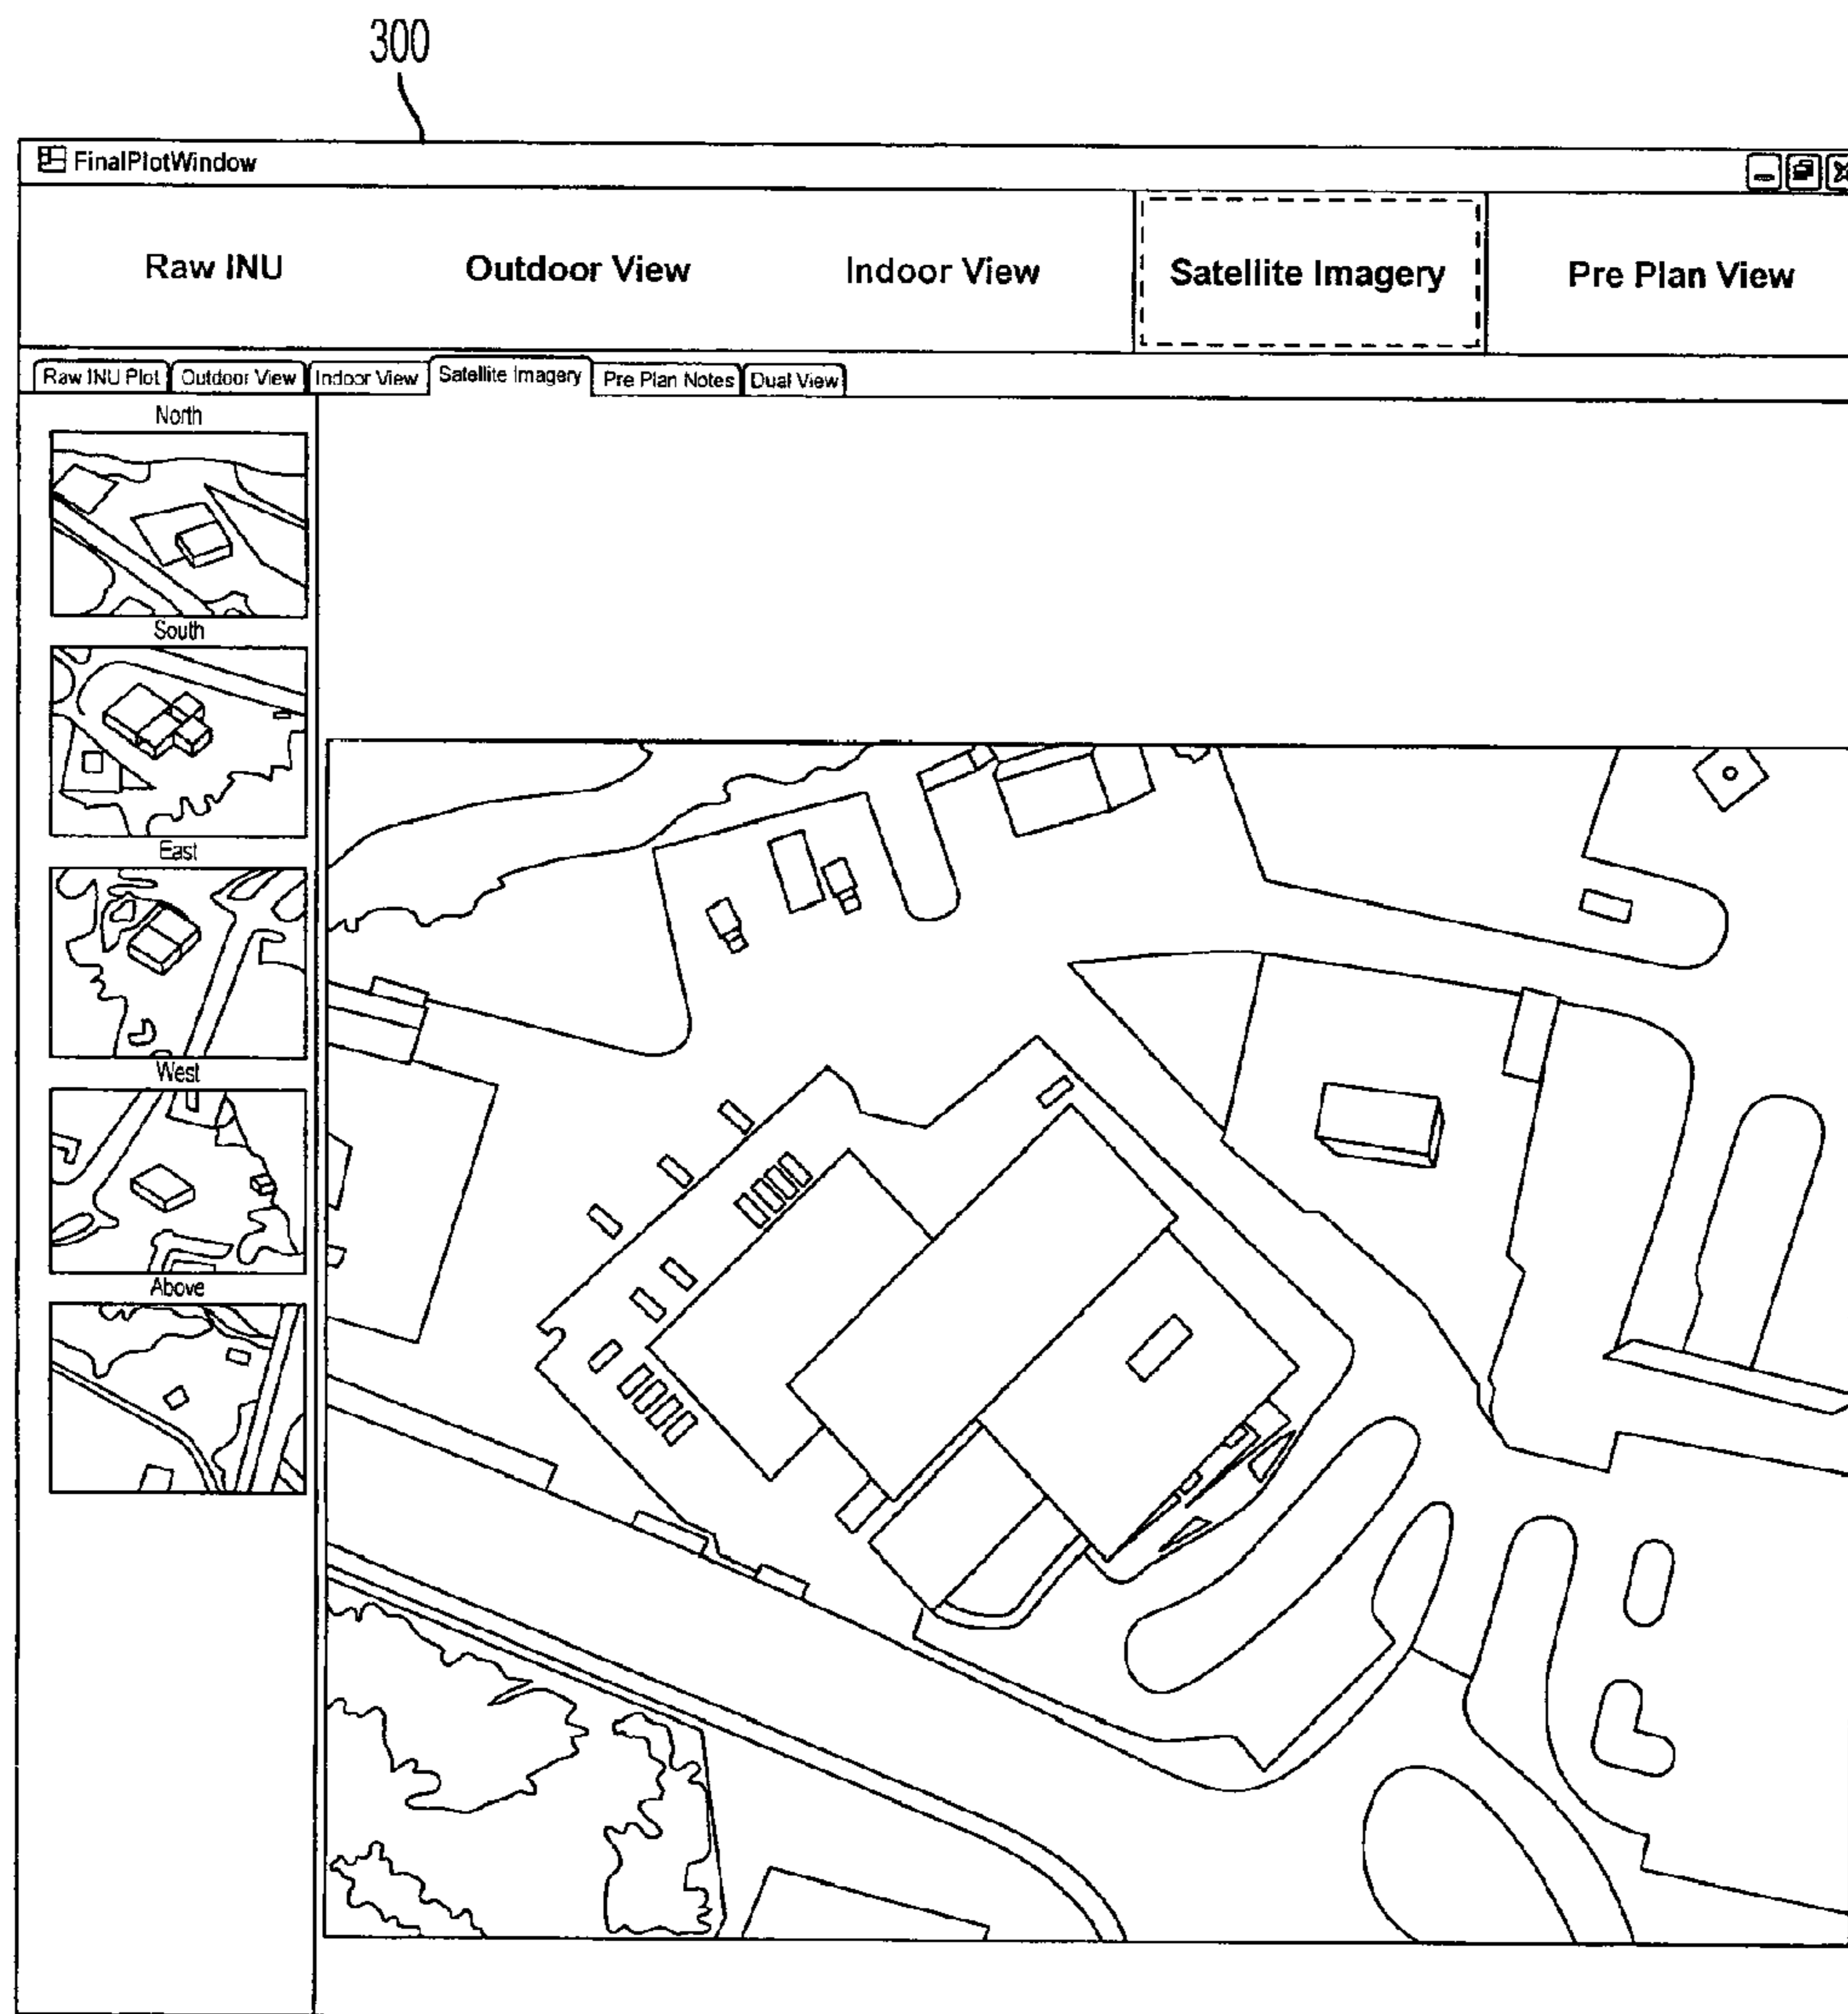 300
FinalPlotWindow
Raw INU Outdoor View Indoor View Satellite Imagery Pre Plan View
Raw INU Plot Outdoor View Indoor View Satellite Imagery Pre Plan Notes Dual View
North
South
East
West
Above